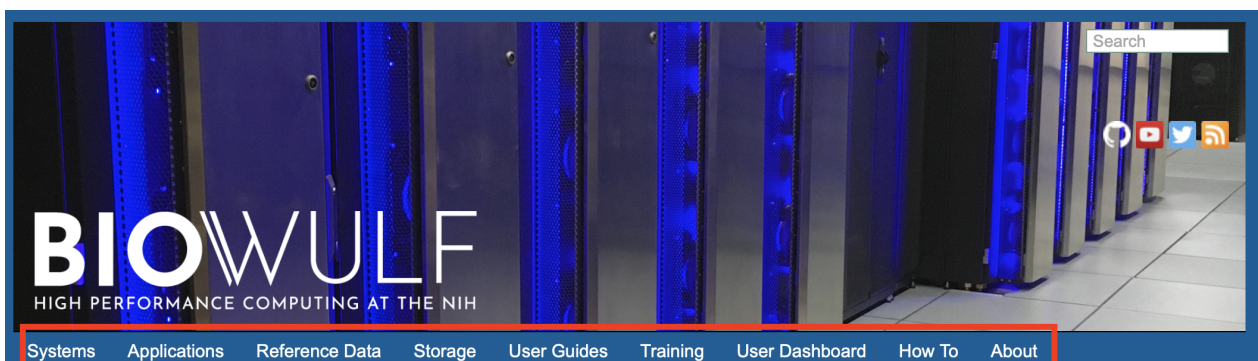 Search
BIOWULF
HIGH PERFORMANCE COMPUTING AT THE NIH
Systems Applications Reference Data Storage User Guides Training User Dashboard How To About